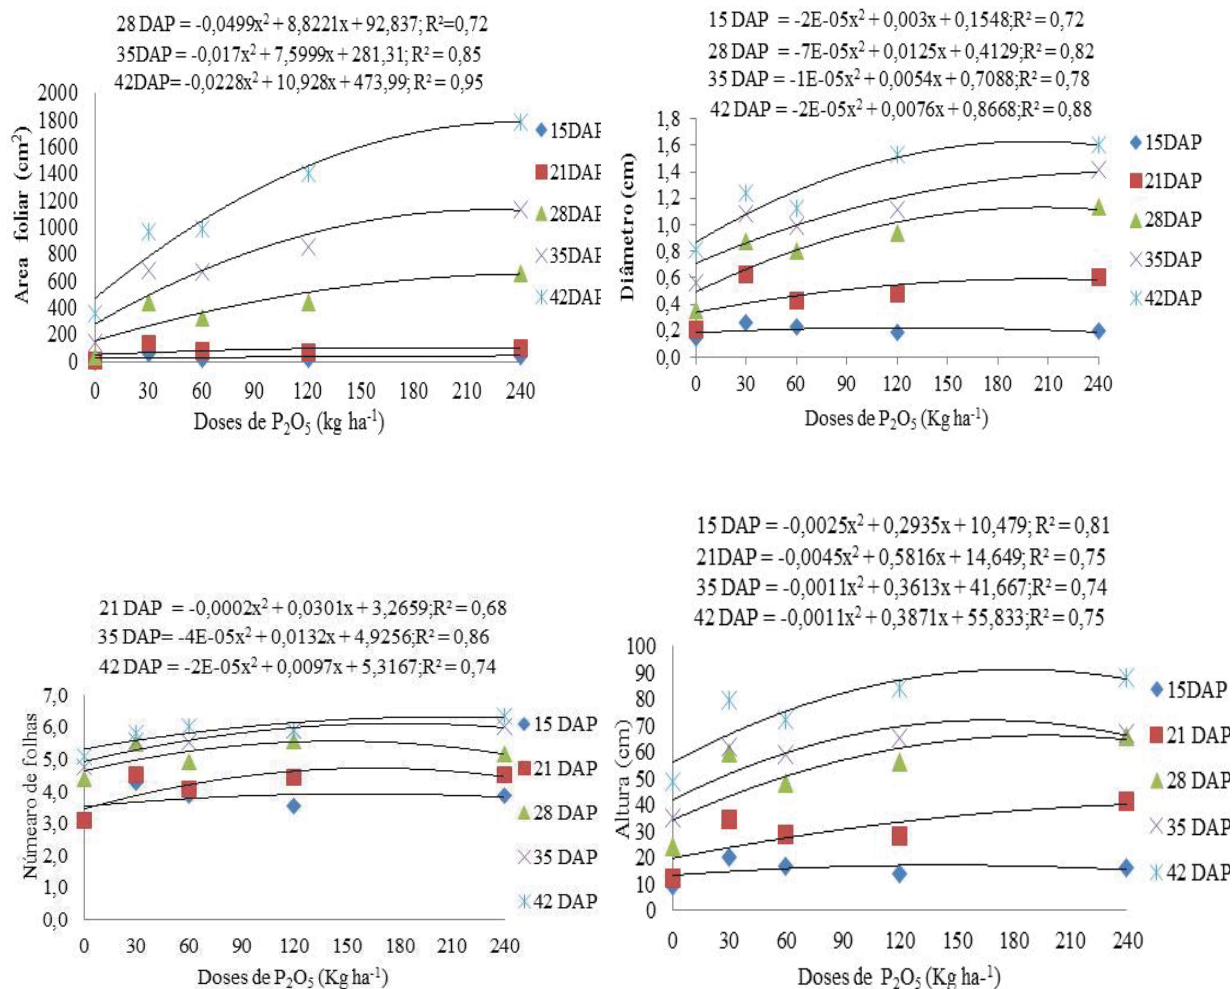 28 DAP = -0,0499x² + 8,8221x + 92,837; R²=0,72
35DAP = -0,017x² + 7,5999x + 281,31; R² = 0,85
42DAP= -0,0228x² + 10,928x + 473,99; R² = 0,95
Area foliar (cm²)
2000
1800
1600
1400
1200
1000
800
600
400
200
0
0 30 60 90 120 150 180 210 240
Doses de P₂O₅ (kg ha⁻¹)
15DAP
21DAP
28DAP
35DAP
42DAP
15 DAP = -2E-05x² + 0,003x + 0,1548;R² = 0,72
28 DAP = -7E-05x² + 0,0125x + 0,4129; R² = 0,82
35 DAP = -1E-05x² + 0,0054x + 0,7088;R² = 0,78
42 DAP = -2E-05x² + 0,0076x + 0,8668;R² = 0,88
Diâmetro (cm)
1,8
1,6
1,4
1,2
1,0
0,8
0,6
0,4
0,2
0,0
0 30 60 90 120 150 180 210 240
Doses de P₂O₅ (Kg ha⁻¹)
15DAP
21DAP
28DAP
35DAP
42DAP
21 DAP = -0,0002x² + 0,0301x + 3,2659;R² = 0,68
35 DAP= -4E-05x² + 0,0132x + 4,9256;R² = 0,86
42 DAP = -2E-05x² + 0,0097x + 5,3167;R² = 0,74
Númearo de folhas
7,0
6,0
5,0
4,0
3,0
2,0
1,0
0,0
0 30 60 90 120 150 180 210 240
Doses de P₂O₅ (Kg ha⁻¹)
15 DAP
21 DAP
28 DAP
35 DAP
42 DAP
15 DAP = -0,0025x² + 0,2935x + 10,479; R² = 0,81
21DAP = -0,0045x² + 0,5816x + 14,649; R² = 0,75
35 DAP = -0,0011x² + 0,3613x + 41,667; R² = 0,74
42 DAP = -0,0011x² + 0,3871x + 55,833; R² = 0,75
Altura (cm)
100
90
80
70
60
50
40
30
20
10
0
0 30 60 90 120 150 180 210 240
Doses de P₂O₅ (Kg ha-¹)
15DAP
21 DAP
28 DAP
35 DAP
42 DAP